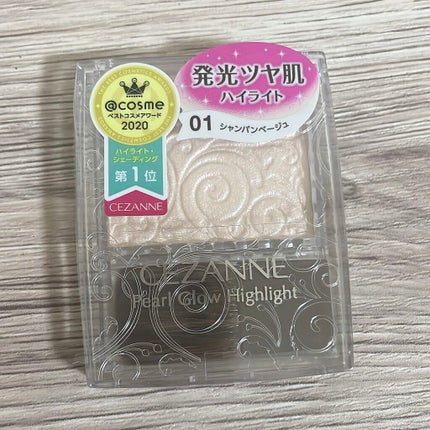 @cosme
ベストコスメアワード
2020
ハイライト・
シェーディング
第1位
CEZANNE
発光ツヤ肌
ハイライト
01 シャンパンベージュ
CEZANNE
Pearl Glow Highlight